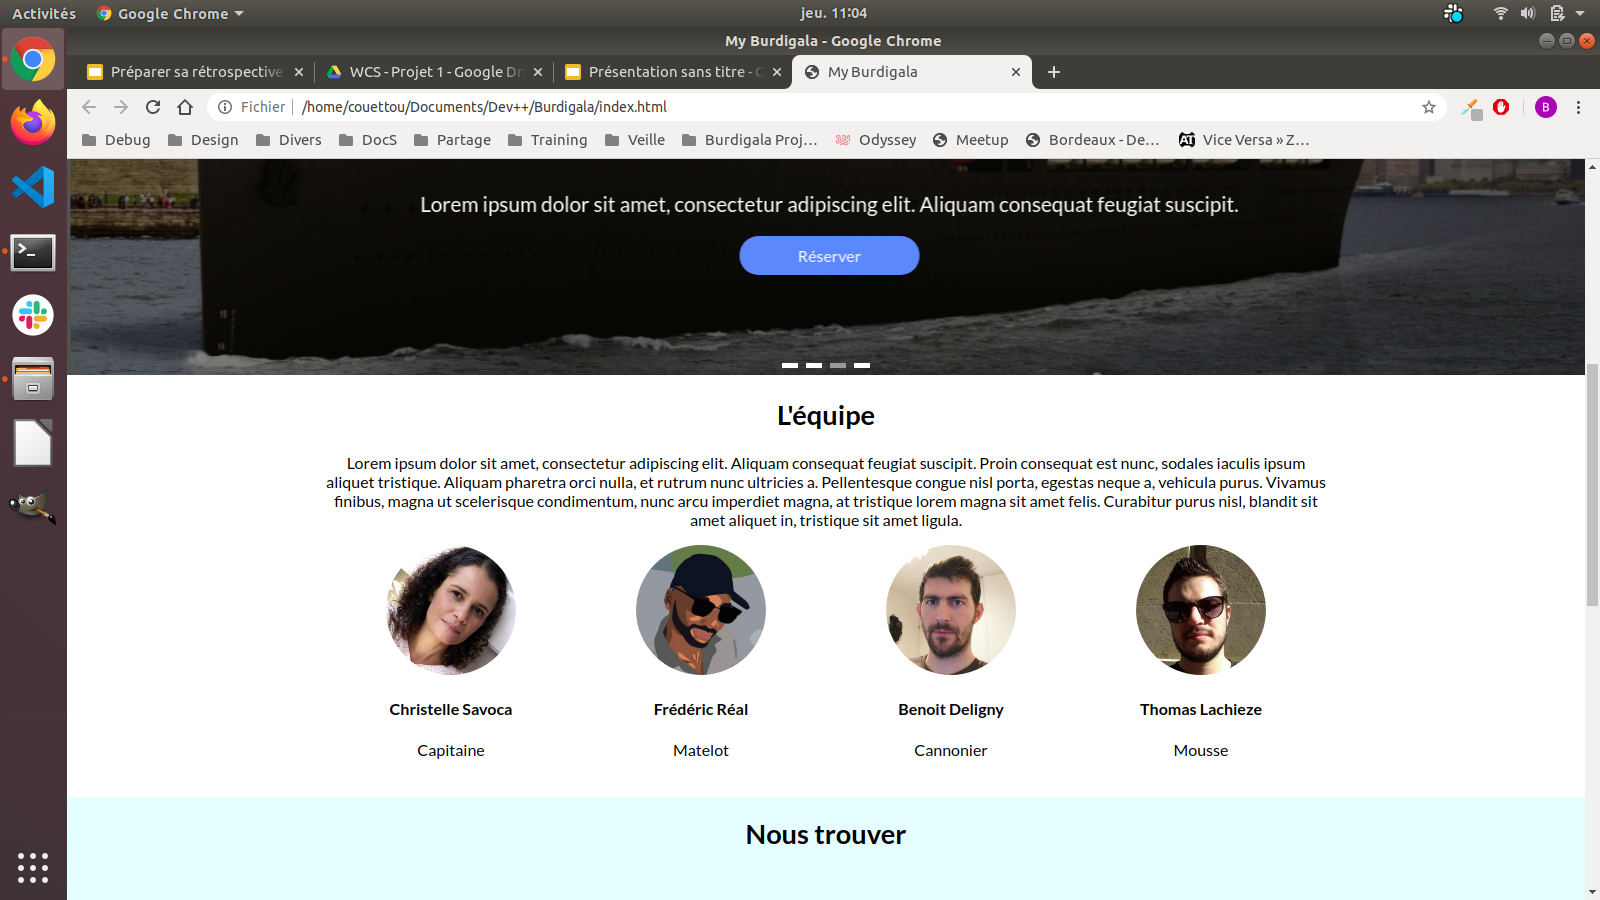 Activités Google Chrome jeu. 11:04
My Burdigala - Google Chrome
Préparer sa rétrospective WCS - Projet 1 - Google Dri Présentation sans titre - G My Burdigala
Fichier /home/couettou/Documents/Dev++/Burdigala/index.html B
Debug Design Divers DocS Partage Training Veille Burdigala Proj... Odyssey Meetup Bordeaux - De... AT Vice Versa » Z...
Lorem ipsum dolor sit amet, consectetur adipiscing elit. Aliquam consequat feugiat suscipit.
Réserver
15
14
L'équipe
Lorem ipsum dolor sit amet, consectetur adipiscing elit. Aliquam consequat feugiat suscipit. Proin consequat est nunc, sodales iaculis ipsum
aliquet tristique. Aliquam pharetra orci nulla, et rutrum nunc ultricies a. Pellentesque congue nisl porta, egestas neque a, vehicula purus. Vivamus
finibus, magna ut scelerisque condimentum, nunc arcu imperdiet magna, at tristique lorem magna sit amet felis. Curabitur purus nisl, blandit sit
amet aliquet in, tristique sit amet ligula.
Christelle Savoca Frédéric Réal Benoit Deligny Thomas Lachieze
Capitaine Matelot Cannonier Mousse
Nous trouver